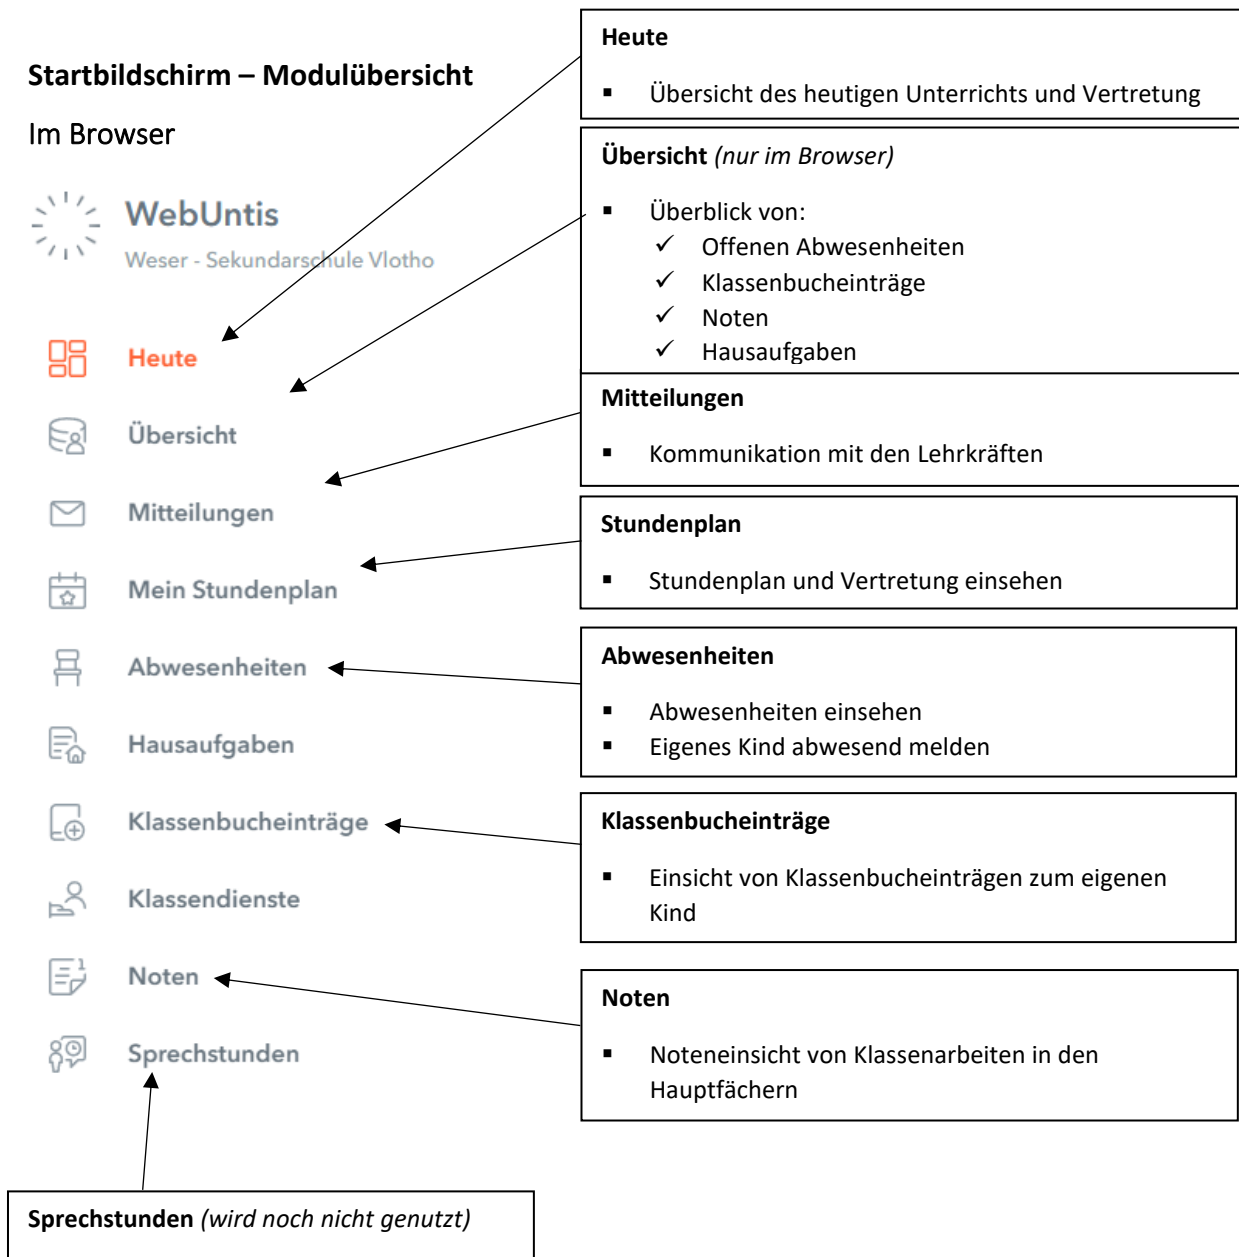 Startbildschirm – Modulübersicht
Im Browser
WebUntis
Weser - Sekundarschule Vlotho
Heute
Übersicht
Mitteilungen
Mein Stundenplan
Abwesenheiten
Hausaufgaben
Klassenbucheinträge
Klassendienste
Noten
Sprechstunden
Heute
▪ Übersicht des heutigen Unterrichts und Vertretung
Übersicht (nur im Browser)
▪ Überblick von:
✓ Offenen Abwesenheiten
✓ Klassenbucheinträge
✓ Noten
✓ Hausaufgaben
Mitteilungen
▪ Kommunikation mit den Lehrkräften
Stundenplan
▪ Stundenplan und Vertretung einsehen
Abwesenheiten
▪ Abwesenheiten einsehen
▪ Eigenes Kind abwesend melden
Klassenbucheinträge
▪ Einsicht von Klassenbucheinträgen zum eigenen
Kind
Noten
▪ Noteneinsicht von Klassenarbeiten in den
Hauptfächern
Sprechstunden (wird noch nicht genutzt)